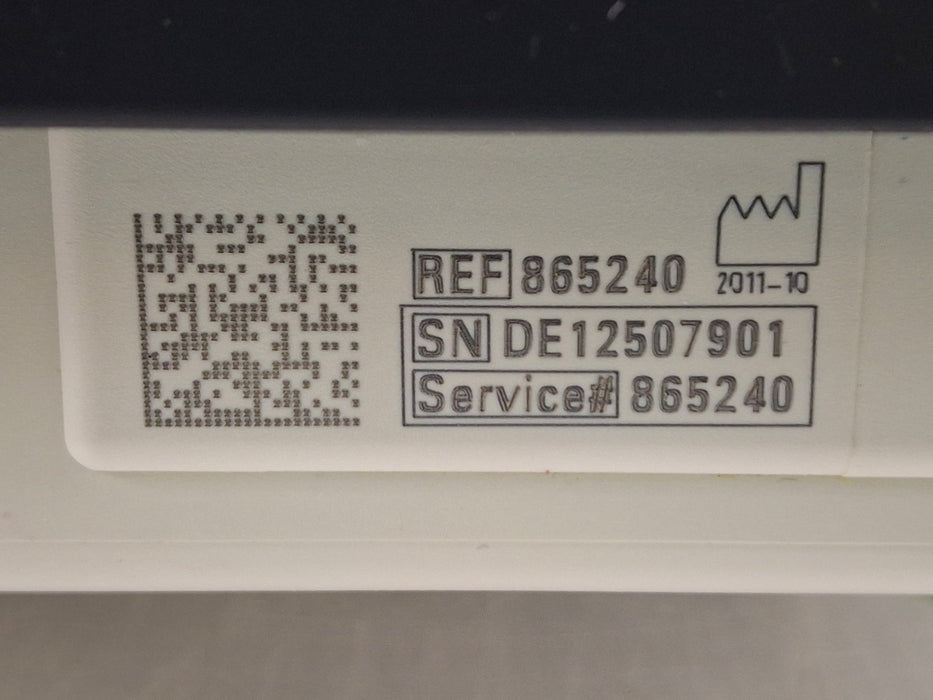 2011-10
REF 865240
SN DE12507901
Service# 865240